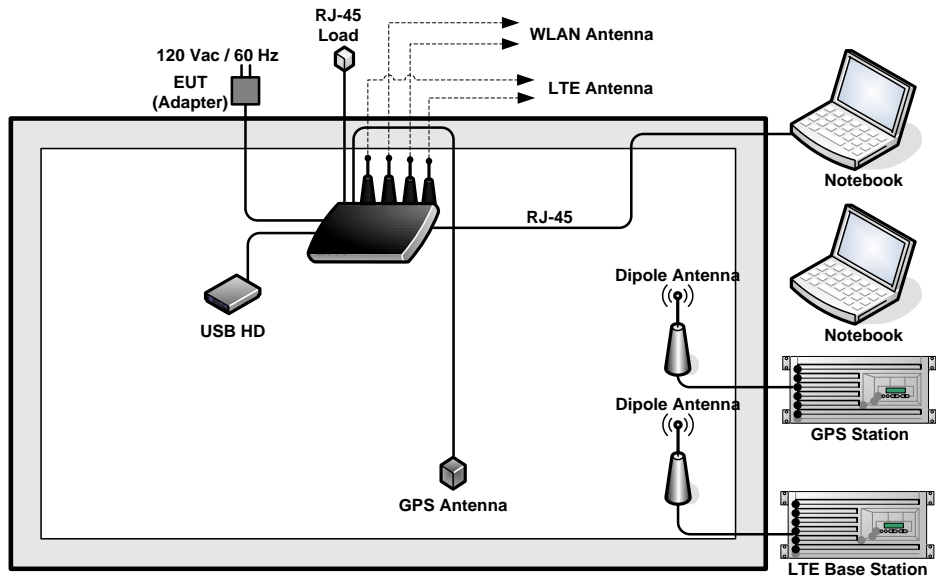 RJ-45
Load
WLAN Antenna
120 Vac / 60 Hz
EUT
(Adapter)
LTE Antenna
Notebook
RJ-45
Dipole Antenna
USB HD
Notebook
Dipole Antenna
GPS Station
GPS Antenna
LTE Base Station